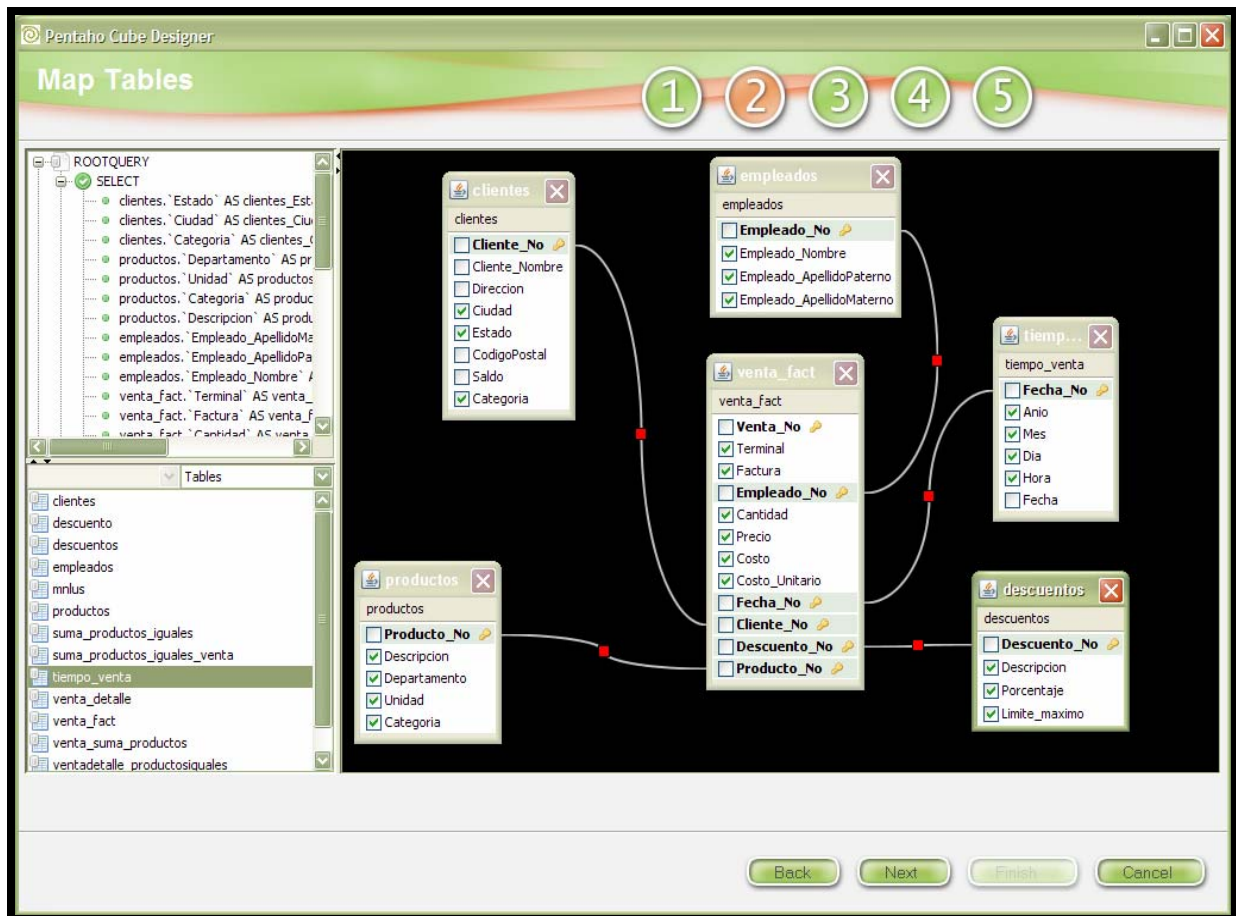 Pentaho Cube Designer
Map Tables
1 2 3 4 5
ROOTQUERY
SELECT
clientes.`Estado` AS clientes_Est
clientes.`Ciudad` AS clientes_Ciu
clientes.`Categoria` AS clientes_
productos.`Departamento` AS pr
productos.`Unidad` AS productos
productos.`Categoria` AS produc
productos.`Descripcion` AS produ
empleados.`Empleado_ApellidoMa
empleados.`Empleado_ApellidoPa
empleados.`Empleado_Nombre`
venta_fact.`Terminal` AS venta_
venta_fact.`Factura` AS venta_f
venta_fact.`Cantidad` AS venta
Tables
clientes
descuento
descuentos
empleados
mnlus
productos
suma_productos_iguales
suma_productos_iguales_venta
tiempo_venta
venta_detalle
venta_fact
venta_suma_productos
ventadetalle_productosiguales
clientes
clientes
Cliente_No
Cliente_Nombre
Direccion
Ciudad
Estado
CodigoPostal
Saldo
Categoria
empleados
empleados
Empleado_No
Empleado_Nombre
Empleado_ApellidoPaterno
Empleado_ApellidoMaterno
tiemp...
tiempo_venta
Fecha_No
Anio
Mes
Dia
Hora
Fecha
venta_fact
venta_fact
Venta_No
Terminal
Factura
Empleado_No
Cantidad
Precio
Costo
Costo_Unitario
Fecha_No
Cliente_No
Descuento_No
Producto_No
productos
productos
Producto_No
Descripcion
Departamento
Unidad
Categoria
descuentos
descuentos
Descuento_No
Descripcion
Porcentaje
Limite_maximo
Back Next Finish Cancel